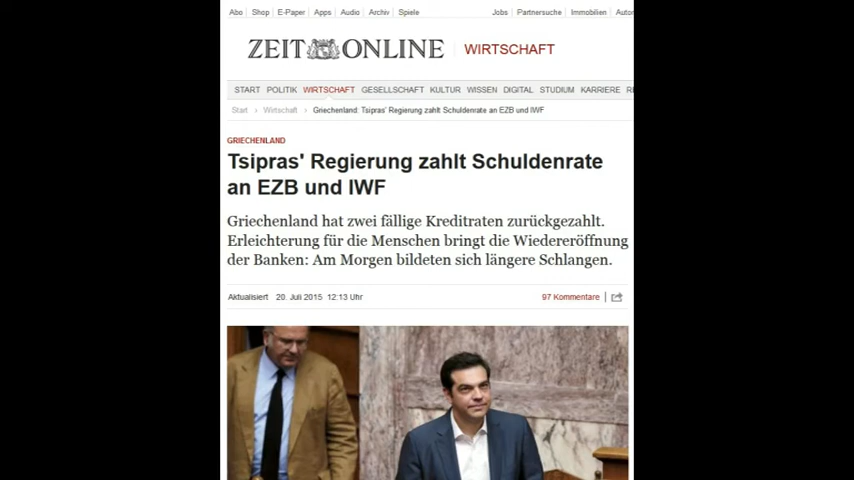 Abo Shop E-Paper Apps Audio Archiv Spiele Jobs Partnersuche Immobilien
ZEIT ONLINE WIRTSCHAFT
START POLITIK WIRTSCHAFT GESELLSCHAFT KULTUR WISSEN DIGITAL STUDIUM KARRIERE
Start › Wirtschaft › Griechenland: Tsipras' Regierung zahlt Schuldenrate an EZB und IWF
GRIECHENLAND
Tsipras' Regierung zahlt Schuldenrate
an EZB und IWF
Griechenland hat zwei fällige Kreditraten zurückgezahlt.
Erleichterung für die Menschen bringt die Wiedereröffnung
der Banken: Am Morgen bildeten sich längere Schlangen.
Aktualisiert 20. Juli 2015 12:13 Uhr 97 Kommentare